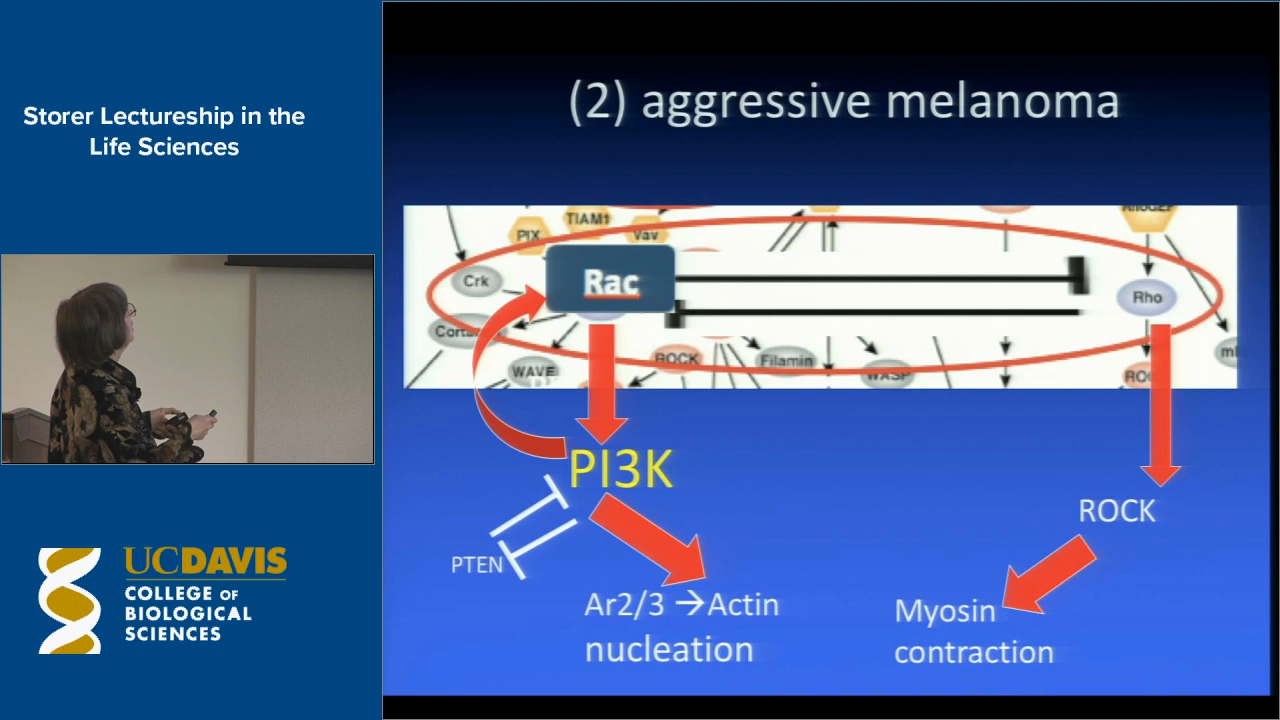 Storer Lectureship in the
Life Sciences
UCDAVIS
COLLEGE OF
BIOLOGICAL
SCIENCES
(2) aggressive melanoma
TIAM1
PIX
Vav
RhoGEF
Crk
Rac
Rho
WAVE
ROCK
Filamin
WASP
PI3K
PTEN
Ar2/3 →Actin
nucleation
ROCK
Myosin
contraction